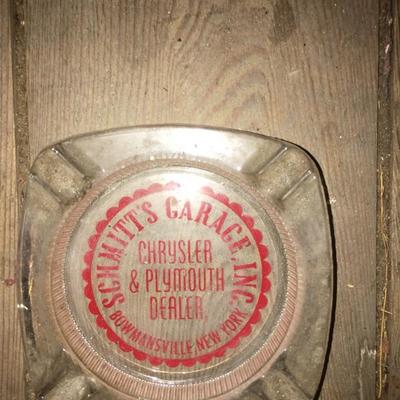 SCHMITT'S GARAGE, INC.
CHRYSLER
& PLYMOUTH
DEALER,
BOWMANSVILLE, NEW YORK